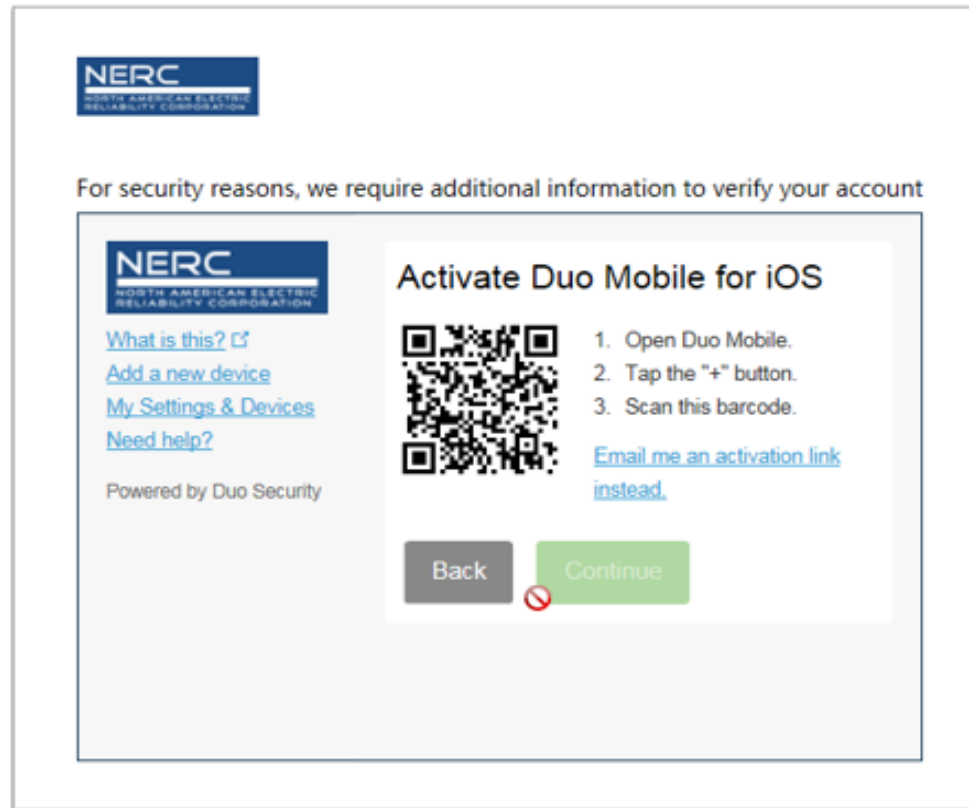 NERC
NORTH AMERICAN ELECTRIC
RELIABILITY CORPORATION
For security reasons, we require additional information to verify your account
NERC
NORTH AMERICAN ELECTRIC
RELIABILITY CORPORATION
What is this?
Add a new device
My Settings & Devices
Need help?
Powered by Duo Security
Activate Duo Mobile for iOS
1. Open Duo Mobile.
2. Tap the "+" button.
3. Scan this barcode.
Email me an activation link
instead.
Back
Continue